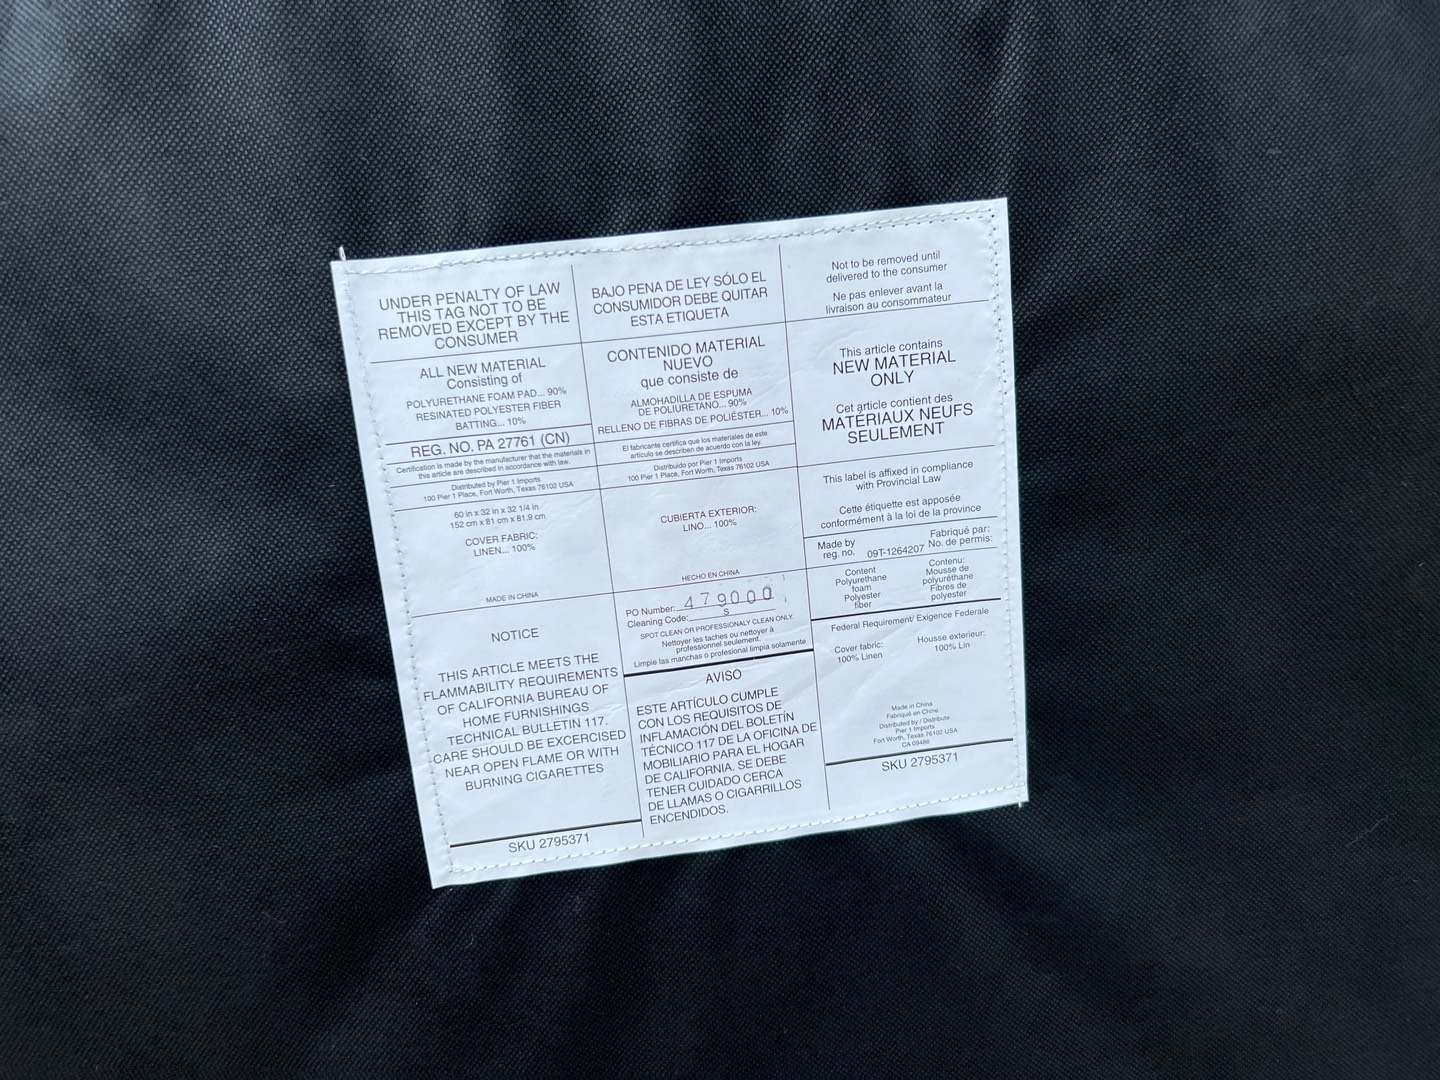 UNDER PENALTY OF LAW
THIS TAG NOT TO BE
REMOVED EXCEPT BY THE
CONSUMER
ALL NEW MATERIAL
Consisting of
POLYURETHANE FOAM PAD... 90%
RESINATED POLYESTER FIBER
BATTING... 10%
REG. NO. PA 27761 (CN)
Certification is made by the manufacturer that the materials in
this article are described in accordance with law.
Distributed by Pier 1 Imports
100 Pier 1 Place, Fort Worth, Texas 76102 USA
60 in x 32 in x 32 1/4 in
152 cm x 81 cm x 81.9 cm
COVER FABRIC:
LINEN... 100%
MADE IN CHINA
NOTICE
THIS ARTICLE MEETS THE
FLAMMABILITY REQUIREMENTS
OF CALIFORNIA BUREAU OF
HOME FURNISHINGS
TECHNICAL BULLETIN 117.
CARE SHOULD BE EXCERCISED
NEAR OPEN FLAME OR WITH
BURNING CIGARETTES
SKU 2795371
BAJO PENA DE LEY SÓLO EL
CONSUMIDOR DEBE QUITAR
ESTA ETIQUETA
CONTENIDO MATERIAL
NUEVO
que consiste de
ALMOHADILLA DE ESPUMA
DE POLIURETANO... 90%
RELLENO DE FIBRAS DE POLIÉSTER... 10%
El fabricante certifica que los materiales de este
artículo se describen de acuerdo con la ley.
Distribuido por Pier 1 Imports
100 Pier 1 Place, Fort Worth, Texas 76102 USA
CUBIERTA EXTERIOR:
LINO... 100%
HECHO EN CHINA
PO Number: 479000
Cleaning Code: S
SPOT CLEAN OR PROFESSIONALY CLEAN ONLY
Nettoyer les taches ou nettoyer à
professionnel seulement.
Limpie las manchas o profesional limpia solamente
AVISO
ESTE ARTÍCULO CUMPLE
CON LOS REQUISITOS DE
INFLAMACIÓN DEL BOLETÍN
TÉCNICO 117 DE LA OFICINA DE
MOBILIARIO PARA EL HOGAR
DE CALIFORNIA. SE DEBE
TENER CUIDADO CERCA
DE LLAMAS O CIGARRILLOS
ENCENDIDOS.
Not to be removed until
delivered to the consumer
Ne pas enlever avant la
livraison au consommateur
This article contains
NEW MATERIAL
ONLY
Cet article contient des
MATÉRIAUX NEUFS
SEULEMENT
This label is affixed in compliance
with Provincial Law
Cette étiquette est apposée
conformément à la loi de la province
Made by Fabriqué par:
reg. no. 09T-1264207 No. de permis:
Content Contenu:
Polyurethane Mousse de
foam polyuréthane
Polyester Fibres de
fiber polyester
Federal Requirement/ Exigence Federale
Cover fabric: Housse exterieur:
100% Linen 100% Lin
Made in China
Fabriqué en Chine
Distributed by / Distribute
Pier 1 Imports
Fort Worth, Texas 76102 USA
CA 09486
SKU 2795371